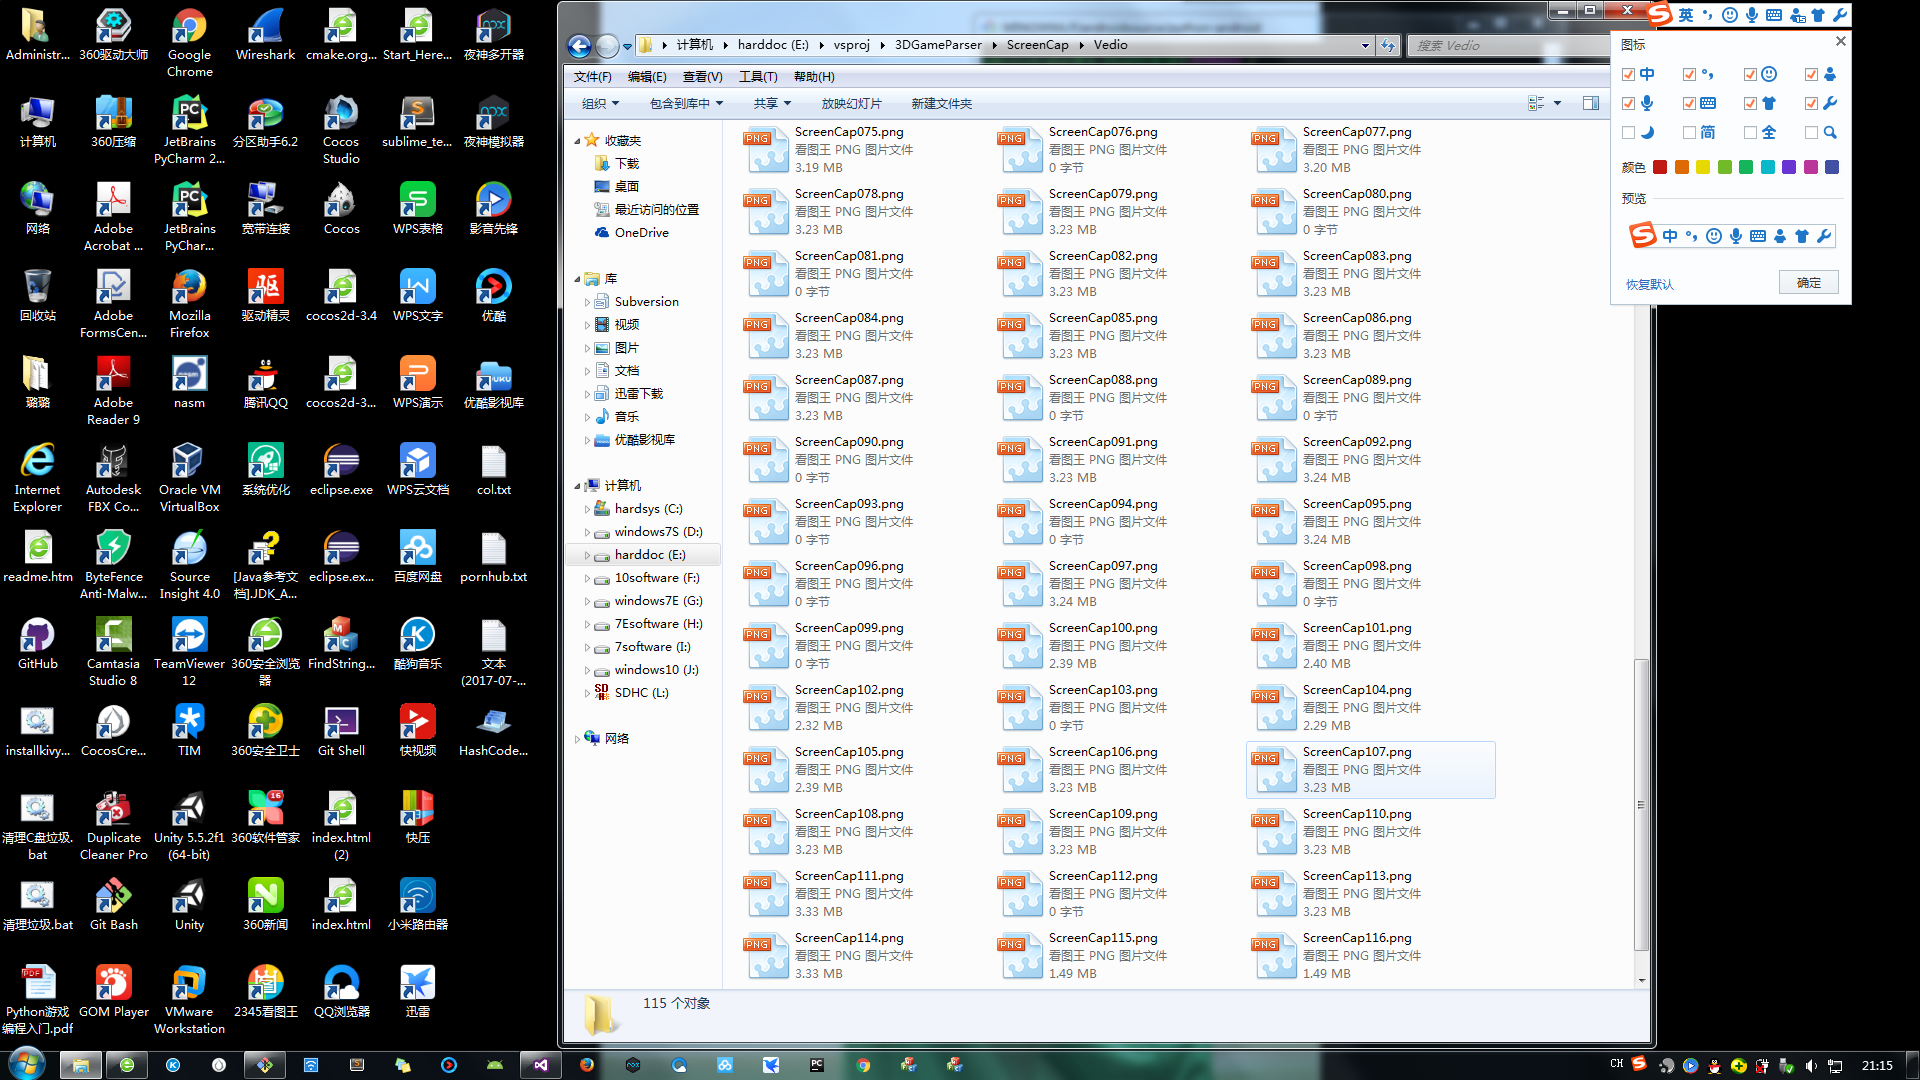 Administr...
360驱动大师
Google
Chrome
Wireshark
cmake.org...
Start_Here...
夜神多开器
计算机
360压缩
JetBrains
PyCharm 2...
分区助手6.2
Cocos
Studio
sublime_te...
夜神模拟器
网络
Adobe
Acrobat ...
JetBrains
PyChar...
宽带连接
Cocos
WPS表格
影音先锋
回收站
Adobe
FormsCen...
Mozilla
Firefox
驱动精灵
cocos2d-3.4
WPS文字
优酷
璐璐
Adobe
Reader 9
nasm
腾讯QQ
cocos2d-3...
WPS演示
优酷影视库
Internet
Explorer
Autodesk
FBX Co...
Oracle VM
VirtualBox
系统优化
eclipse.exe
WPS云文档
col.txt
readme.htm
ByteFence
Anti-Malw...
Source
Insight 4.0
[Java参考文
档].JDK_A...
eclipse.ex...
百度网盘
pornhub.txt
GitHub
Camtasia
Studio 8
TeamViewer
12
360安全浏览
器
FindString...
酷狗音乐
文本
(2017-07-...
installkivy...
CocosCre...
TIM
360安全卫士
Git Shell
快视频
HashCode...
清理C盘垃圾.
bat
Duplicate
Cleaner Pro
Unity 5.5.2f1
(64-bit)
16
360软件管家
index.html
(2)
快压
清理垃圾.bat
Git Bash
Unity
360新闻
index.html
小米路由器
Python游戏
编程入门.pdf
GOM Player
VMware
Workstation
2345看图王
QQ浏览器
迅雷
计算机
harddoc (E:)
vsproj
3DGameParser
ScreenCap
Vedio
搜索 Vedio
文件(F)
编辑(E)
查看(V)
工具(T)
帮助(H)
组织
包含到库中
共享
放映幻灯片
新建文件夹
收藏夹
下载
桌面
最近访问的位置
OneDrive
库
Subversion
视频
图片
文档
迅雷下载
音乐
优酷影视库
计算机
hardsys (C:)
windows7S (D:)
harddoc (E:)
10software (F:)
windows7E (G:)
7Esoftware (H:)
7software (I:)
windows10 (J:)
SDHC (L:)
网络
ScreenCap075.png
看图王 PNG 图片文件
3.19 MB
ScreenCap076.png
看图王 PNG 图片文件
0 字节
ScreenCap077.png
看图王 PNG 图片文件
3.20 MB
ScreenCap078.png
看图王 PNG 图片文件
3.23 MB
ScreenCap079.png
看图王 PNG 图片文件
3.23 MB
ScreenCap080.png
看图王 PNG 图片文件
0 字节
ScreenCap081.png
看图王 PNG 图片文件
0 字节
ScreenCap082.png
看图王 PNG 图片文件
3.23 MB
ScreenCap083.png
看图王 PNG 图片文件
3.23 MB
ScreenCap084.png
看图王 PNG 图片文件
3.23 MB
ScreenCap085.png
看图王 PNG 图片文件
3.23 MB
ScreenCap086.png
看图王 PNG 图片文件
3.23 MB
ScreenCap087.png
看图王 PNG 图片文件
3.23 MB
ScreenCap088.png
看图王 PNG 图片文件
0 字节
ScreenCap089.png
看图王 PNG 图片文件
0 字节
ScreenCap090.png
看图王 PNG 图片文件
0 字节
ScreenCap091.png
看图王 PNG 图片文件
3.23 MB
ScreenCap092.png
看图王 PNG 图片文件
3.24 MB
ScreenCap093.png
看图王 PNG 图片文件
0 字节
ScreenCap094.png
看图王 PNG 图片文件
0 字节
ScreenCap095.png
看图王 PNG 图片文件
3.24 MB
ScreenCap096.png
看图王 PNG 图片文件
0 字节
ScreenCap097.png
看图王 PNG 图片文件
3.24 MB
ScreenCap098.png
看图王 PNG 图片文件
0 字节
ScreenCap099.png
看图王 PNG 图片文件
0 字节
ScreenCap100.png
看图王 PNG 图片文件
2.39 MB
ScreenCap101.png
看图王 PNG 图片文件
2.40 MB
ScreenCap102.png
看图王 PNG 图片文件
2.32 MB
ScreenCap103.png
看图王 PNG 图片文件
0 字节
ScreenCap104.png
看图王 PNG 图片文件
2.29 MB
ScreenCap105.png
看图王 PNG 图片文件
2.39 MB
ScreenCap106.png
看图王 PNG 图片文件
3.23 MB
ScreenCap107.png
看图王 PNG 图片文件
3.23 MB
ScreenCap108.png
看图王 PNG 图片文件
3.23 MB
ScreenCap109.png
看图王 PNG 图片文件
3.23 MB
ScreenCap110.png
看图王 PNG 图片文件
3.23 MB
ScreenCap111.png
看图王 PNG 图片文件
3.33 MB
ScreenCap112.png
看图王 PNG 图片文件
0 字节
ScreenCap113.png
看图王 PNG 图片文件
3.23 MB
ScreenCap114.png
看图王 PNG 图片文件
3.33 MB
ScreenCap115.png
看图王 PNG 图片文件
1.49 MB
ScreenCap116.png
看图王 PNG 图片文件
1.49 MB
115 个对象
英
图标
中
简
全
颜色
预览
中
恢复默认
确定
CH
21:15